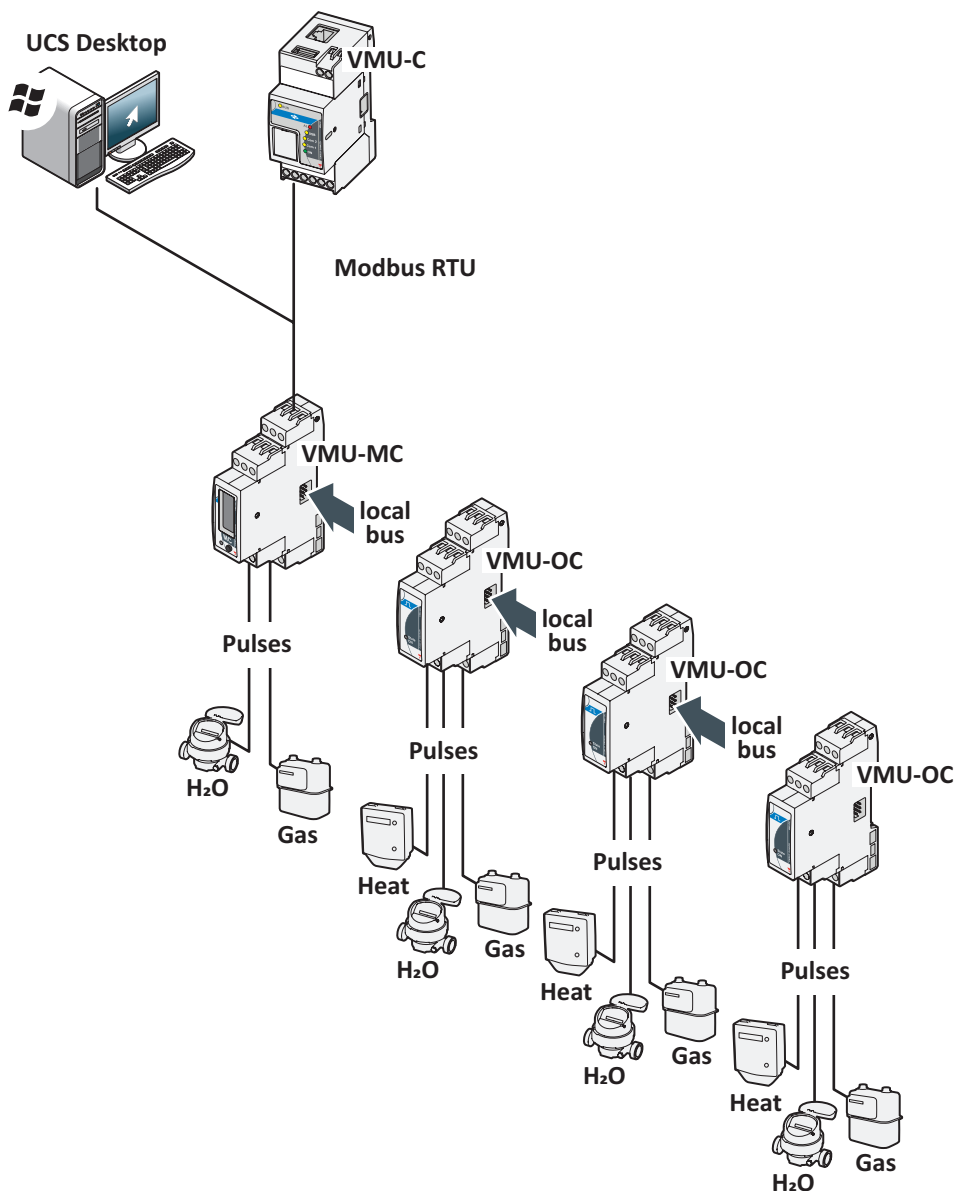 UCS Desktop
VMU-C
Modbus RTU
VMU-MC
local
bus
VMU-OC
local
bus
Pulses
VMU-OC
local
bus
Pulses
VMU-OC
H₂O
Gas
Pulses
Heat
Gas
H₂O
Pulses
Heat
Gas
H₂O
Heat
Gas
H₂O